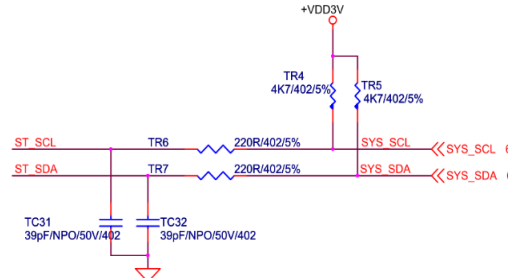 +VDD3V
TR4
4K7/402/5%
TR5
4K7/402/5%
ST_SCL
TR6
220R/402/5%
SYS_SCL
SYS_SCL 6
ST_SDA
TR7
220R/402/5%
SYS_SDA
SYS_SDA
TC31
39pF/NPO/50V/402
TC32
39pF/NPO/50V/402